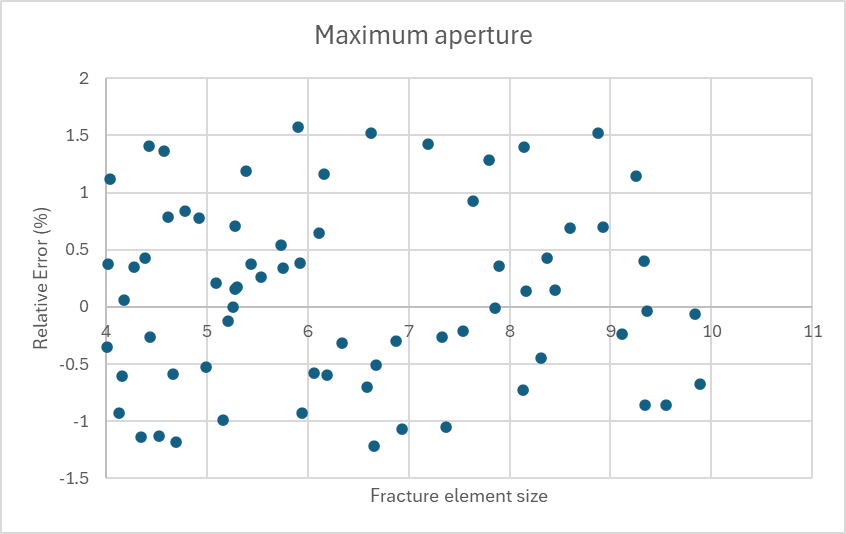 Maximum aperture
2
1.5
1
0.5
0
-0.5
-1
-1.5
4 5 6 7 8 9 10 11
Relative Error (%)
Fracture element size